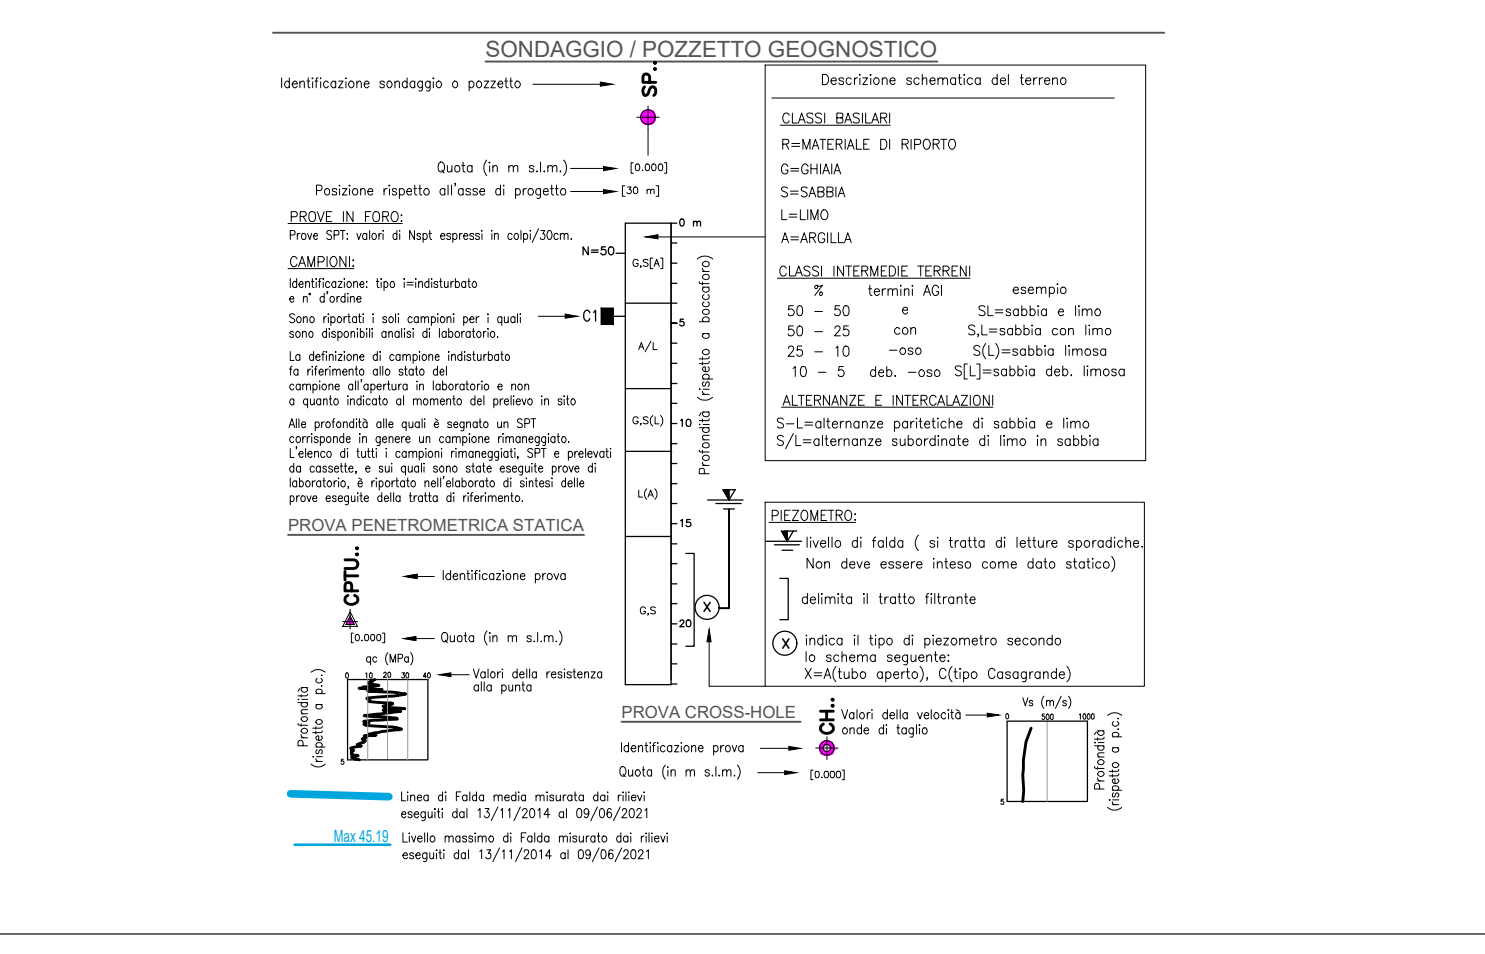 SONDAGGIO / POZZETTO GEOGNOSTICO
Identificazione sondaggio o pozzetto
SP..
Quota (in m s.l.m.)
[0.000]
Posizione rispetto all'asse di progetto
[30 m]
PROVE IN FORO:
Prove SPT: valori di Nspt espressi in colpi/30cm.
N=50
CAMPIONI:
Identificazione: tipo i=indisturbato
e n° d'ordine
Sono riportati i soli campioni per i quali
sono disponibili analisi di laboratorio.
C1
La definizione di campione indisturbato
fa riferimento allo stato del
campione all'apertura in laboratorio e non
a quanto indicato al momento del prelievo in sito
Alle profondità alle quali è segnato un SPT
corrisponde in genere un campione rimaneggiato.
L'elenco di tutti i campioni rimaneggiati, SPT e prelevati
da cassette, e sui quali sono state eseguite prove di
laboratorio, è riportato nell'elaborato di sintesi delle
prove eseguite della tratta di riferimento.
G,S[A]
A/L
G,S(L)
L(A)
G,S
0 m
5
10
15
20
Profondità (rispetto a boccaforo)
X
Descrizione schematica del terreno
CLASSI BASILARI
R=MATERIALE DI RIPORTO
G=GHIAIA
S=SABBIA
L=LIMO
A=ARGILLA
CLASSI INTERMEDIE TERRENI
% termini AGI esempio
50 – 50 e SL=sabbia e limo
50 – 25 con S,L=sabbia con limo
25 – 10 –oso S(L)=sabbia limosa
10 – 5 deb. –oso S[L]=sabbia deb. limosa
ALTERNANZE E INTERCALAZIONI
S–L=alternanze paritetiche di sabbia e limo
S/L=alternanze subordinate di limo in sabbia
PIEZOMETRO:
livello di falda ( si tratta di letture sporadiche.
Non deve essere inteso come dato statico)
delimita il tratto filtrante
X
indica il tipo di piezometro secondo
lo schema seguente:
X=A(tubo aperto), C(tipo Casagrande)
PROVA PENETROMETRICA STATICA
CPTU..
Identificazione prova
[0.000]
Quota (in m s.l.m.)
qc (MPa)
0 10 20 30 40
Valori della resistenza
alla punta
Profondità
(rispetto a p.c.)
5
PROVA CROSS-HOLE
CH..
Identificazione prova
Quota (in m s.l.m.)
[0.000]
Valori della velocità
onde di taglio
Vs (m/s)
0 500 1000
5
Profondità
(rispetto a p.c.)
Linea di Falda media misurata dai rilievi
eseguiti dal 13/11/2014 al 09/06/2021
Max 45.19
Livello massimo di Falda misurato dai rilievi
eseguiti dal 13/11/2014 al 09/06/2021